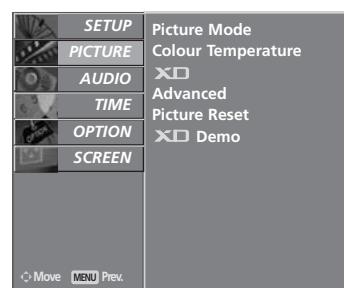 SETUP
PICTURE
AUDIO
TIME
OPTION
SCREEN
Picture Mode
Colour Temperature
XD
Advanced
Picture Reset
XD Demo
Move MENU Prev.